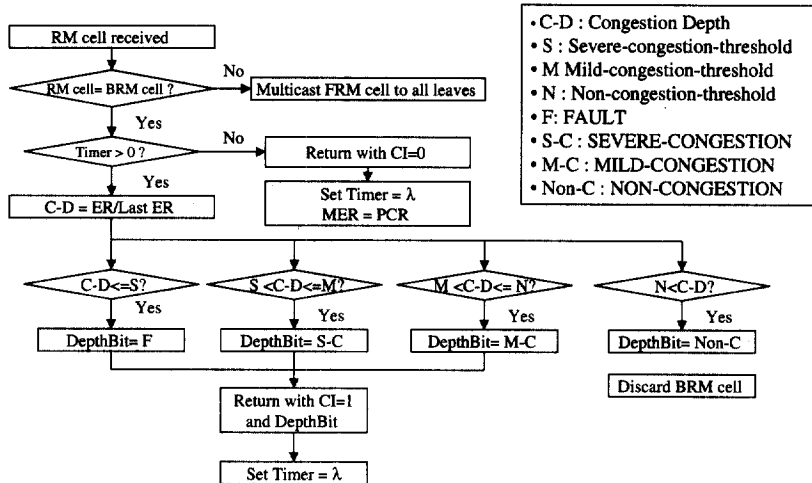 RM cell received
RM cell= BRM cell ?
No
Multicast FRM cell to all leaves
Yes
Timer > 0 ?
No
Return with CI=0
Yes
Set Timer = λ
MER = PCR
C-D = ER/Last ER
C-D<=S?
S <C-D<=M?
M <C-D<= N?
N<C-D?
Yes
Yes
Yes
Yes
DepthBit= F
DepthBit= S-C
DepthBit= M-C
DepthBit= Non-C
Return with CI=1
and DepthBit
Discard BRM cell
Set Timer = λ
• C-D : Congestion Depth
• S : Severe-congestion-threshold
• M Mild-congestion-threshold
• N : Non-congestion-threshold
• F: FAULT
• S-C : SEVERE-CONGESTION
• M-C : MILD-CONGESTION
• Non-C : NON-CONGESTION